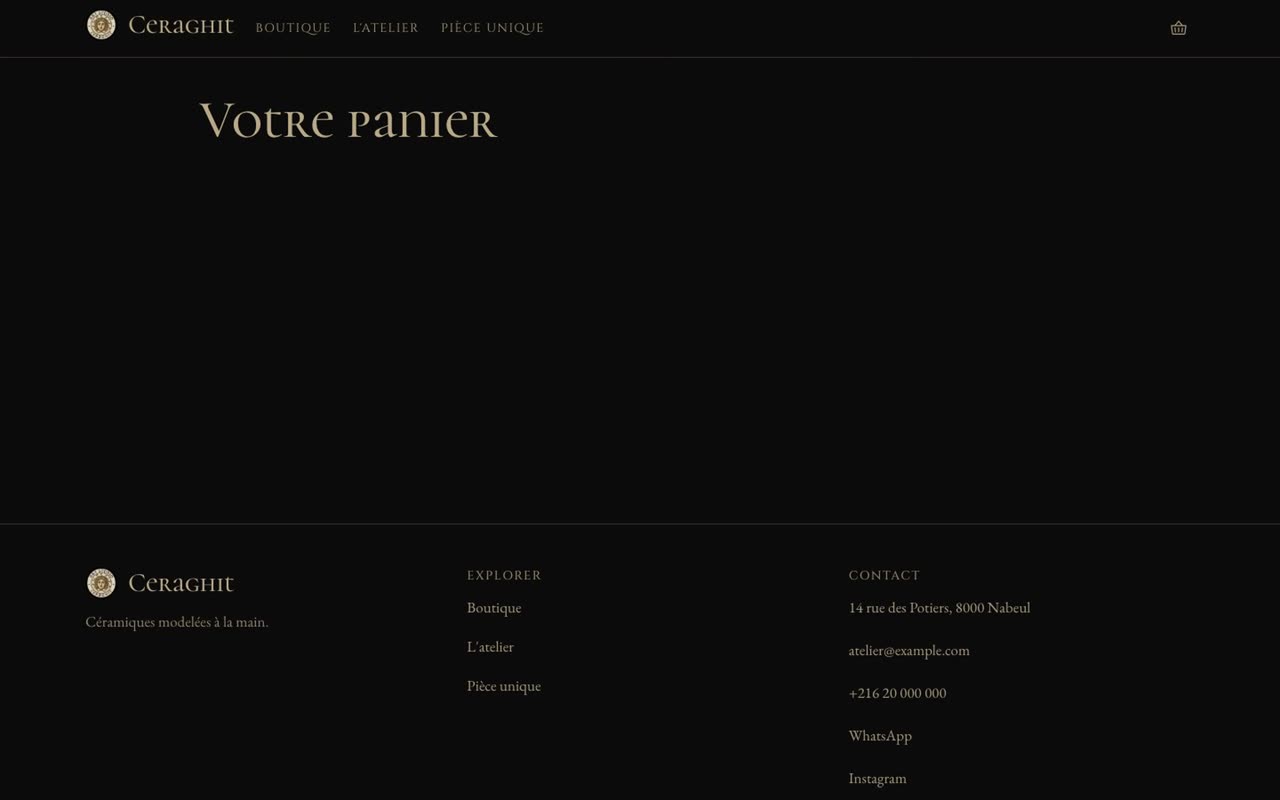 Ceraghit
BOUTIQUE
L'ATELIER
PIÈCE UNIQUE
Votre panier
Ceraghit
Céramiques modelées à la main.
EXPLORER
Boutique
L'atelier
Pièce unique
CONTACT
14 rue des Potiers, 8000 Nabeul
atelier@example.com
+216 20 000 000
WhatsApp
Instagram